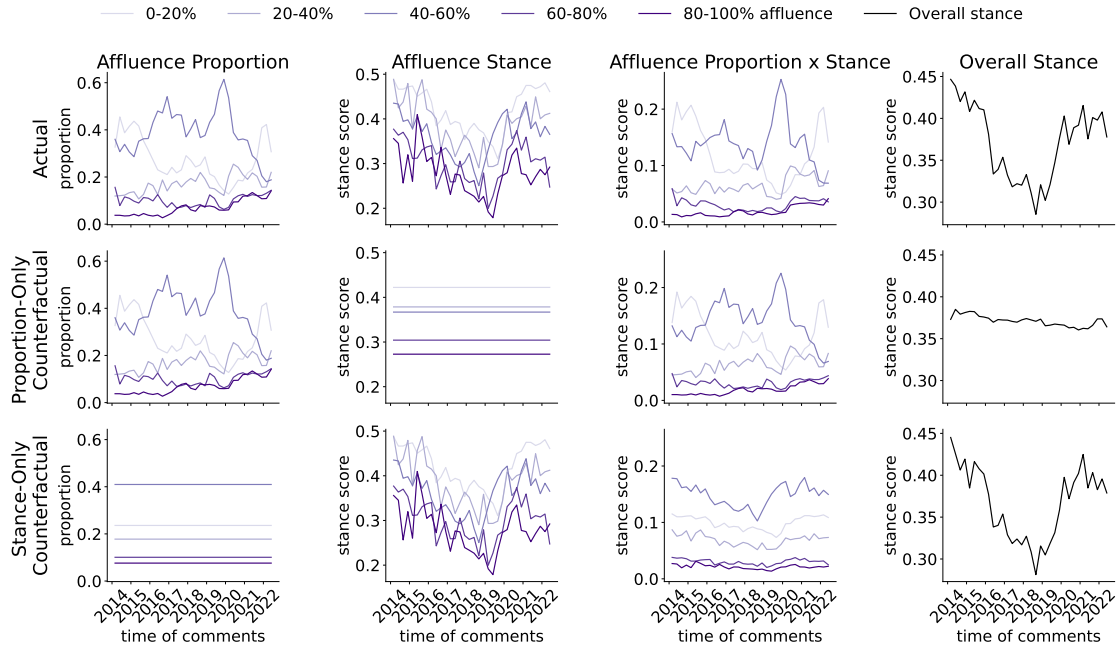 0-20% 20-40% 40-60% 60-80% 80-100% affluence Overall stance
Affluence Proportion Affluence Stance Affluence Proportion x Stance Overall Stance
Actual
proportion
0.6
0.4
0.2
0.0
stance score
0.5
0.4
0.3
0.2
stance score
0.2
0.1
0.0
stance score
0.45
0.40
0.35
0.30
Proportion-Only
Counterfactual
proportion
0.6
0.4
0.2
0.0
stance score
0.5
0.4
0.3
0.2
stance score
0.2
0.1
0.0
stance score
0.45
0.40
0.35
0.30
Stance-Only
Counterfactual
proportion
0.6
0.4
0.2
0.0
stance score
0.5
0.4
0.3
0.2
stance score
0.2
0.1
0.0
stance score
0.45
0.40
0.35
0.30
2014 2015 2016 2017 2018 2019 2020 2021 2022 2014 2015 2016 2017 2018 2019 2020 2021 2022 2014 2015 2016 2017 2018 2019 2020 2021 2022 2014 2015 2016 2017 2018 2019 2020 2021 2022
time of comments time of comments time of comments time of comments